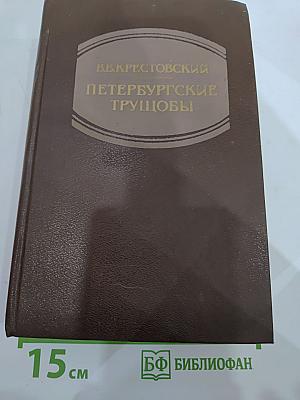 В.В.КРЕСТОВСКИЙ
ПЕТЕРБУРГСКИЕ
ТРУЩОБЫ
15 см
БФ БИБЛИОФАН